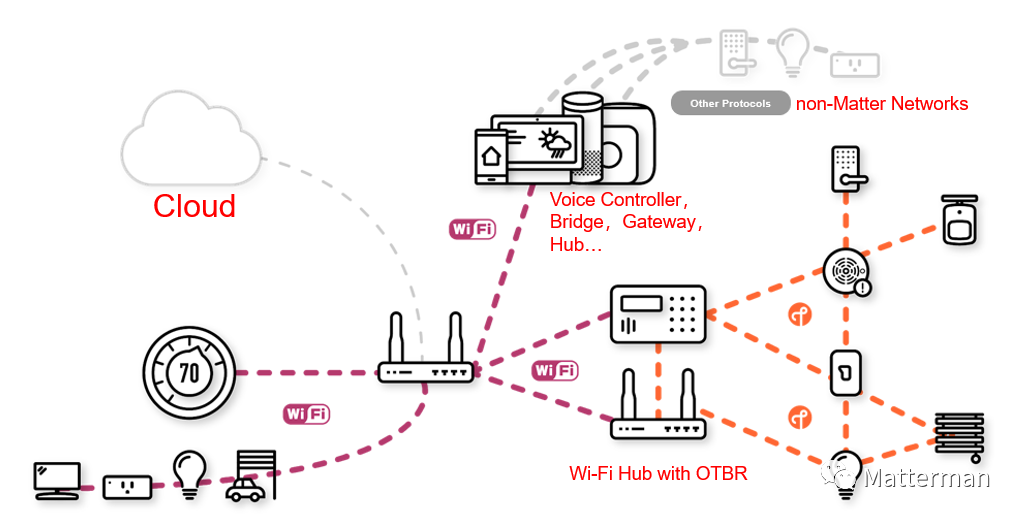 Other Protocols
non-Matter Networks
Cloud
Voice Controller，
Bridge，Gateway，
Hub…
WiFi
70
WiFi
WiFi
Wi-Fi Hub with OTBR
Matterman